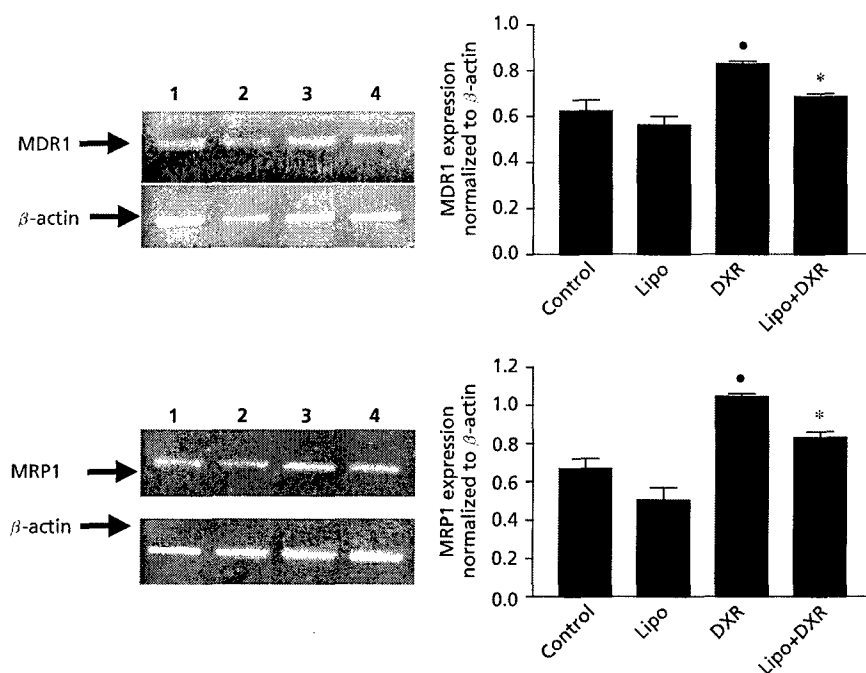 1 2 3 4
MDR1
β-actin
MDR1 expression
normalized to β-actin
1.0
0.8
0.6
0.4
0.2
0.0
•
*
Control
Lipo
DXR
Lipo+DXR
1 2 3 4
MRP1
β-actin
MRP1 expression
normalized to β-actin
1.2
1.0
0.8
0.6
0.4
0.2
0.0
•
*
Control
Lipo
DXR
Lipo+DXR